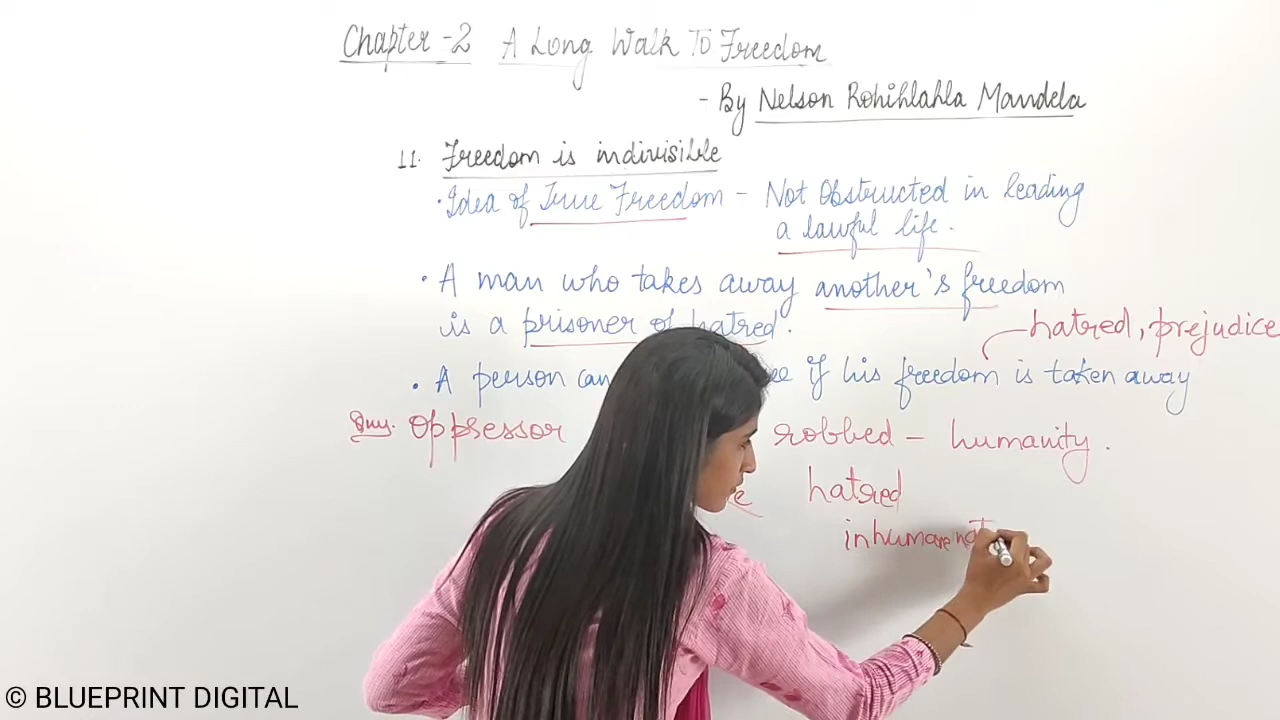 Chapter -2 A Long Walk To Freedom
- By Nelson Rohihlahla Mandela
11. Freedom is indivisible
• Idea of True Freedom - Not Obstructed in leading
a lawful life.
• A man who takes away another's freedom
is a prisoner of hatred.
hatred, prejudice
• A person can if his freedom is taken away
oppressor robbed - humanity.
hatred
inhumane
© BLUEPRINT DIGITAL